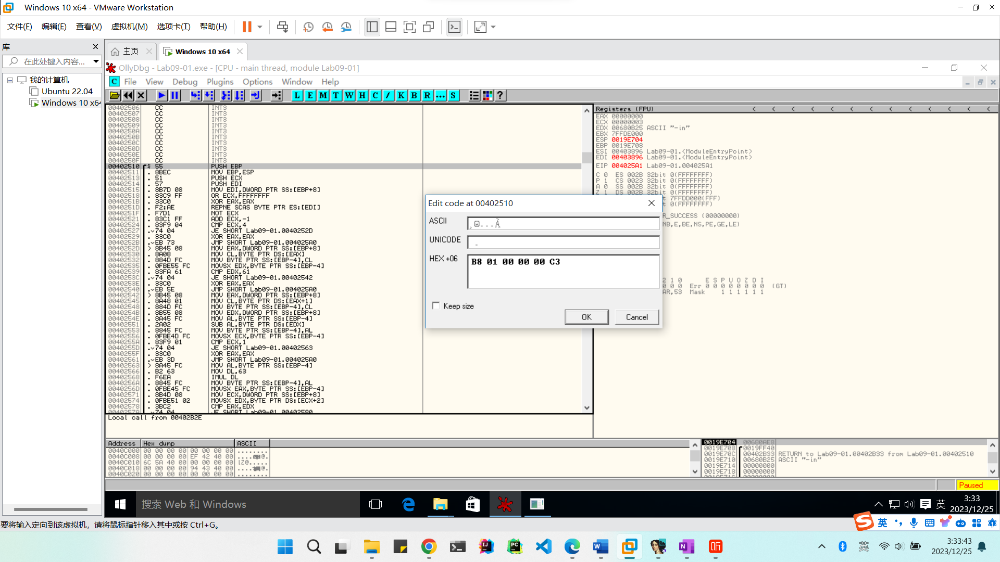 Windows 10 x64 - VMware Workstation
文件(F) 编辑(E) 查看(V) 虚拟机(M) 选项卡(T) 帮助(H)
库
主页 Windows 10 x64
在此处键入内容...
我的计算机
Ubuntu 22.04
Windows 10 x64
OllyDbg - Lab09-01.exe - [CPU - main thread, module Lab09-01]
C File View Debug Plugins Options Window Help
L E M T W H C / K B R ... S ?
00402506 CC INT3
00402507 CC INT3
00402508 CC INT3
00402509 CC INT3
0040250A CC INT3
0040250B CC INT3
0040250C CC INT3
0040250D CC INT3
0040250E CC INT3
0040250F CC INT3
00402510 $ 55 PUSH EBP
00402511 . 8BEC MOV EBP,ESP
00402513 . 51 PUSH ECX
00402514 . 57 PUSH EDI
00402515 . 8B7D 08 MOV EDI,DWORD PTR SS:[EBP+8]
00402518 . 83C9 FF OR ECX,FFFFFFFF
0040251B . 33C0 XOR EAX,EAX
0040251D . F2:AE REPNE SCAS BYTE PTR ES:[EDI]
0040251F . F7D1 NOT ECX
00402521 . 83C1 FF ADD ECX,-1
00402524 . 83F9 04 CMP ECX,4
00402527 . 74 04 JE SHORT Lab09-01.0040252D
00402529 . 33C0 XOR EAX,EAX
0040252B . EB 73 JMP SHORT Lab09-01.004025A0
0040252D > 8B45 08 MOV EAX,DWORD PTR SS:[EBP+8]
00402530 . 8A08 MOV CL,BYTE PTR DS:[EAX]
00402532 . 884D FC MOV BYTE PTR SS:[EBP-4],CL
00402535 . 0FBE55 FC MOVSX EDX,BYTE PTR SS:[EBP-4]
00402539 . 83FA 61 CMP EDX,61
0040253C . 74 04 JE SHORT Lab09-01.00402542
0040253E . 33C0 XOR EAX,EAX
00402540 . EB 5E JMP SHORT Lab09-01.004025A0
00402542 > 8B45 08 MOV EAX,DWORD PTR SS:[EBP+8]
00402545 . 8A48 01 MOV CL,BYTE PTR DS:[EAX+1]
00402548 . 884D FC MOV BYTE PTR SS:[EBP-4],CL
0040254B . 8B55 08 MOV EDX,DWORD PTR SS:[EBP+8]
0040254E . 8A45 FC MOV AL,BYTE PTR SS:[EBP-4]
00402551 . 2A02 SUB AL,BYTE PTR DS:[EDX]
00402553 . 8845 FC MOV BYTE PTR SS:[EBP-4],AL
00402556 . 0FBE4D FC MOVSX ECX,BYTE PTR SS:[EBP-4]
0040255A . 83F9 01 CMP ECX,1
0040255D . 74 04 JE SHORT Lab09-01.00402563
0040255F . 33C0 XOR EAX,EAX
00402561 . EB 3D JMP SHORT Lab09-01.004025A0
00402563 > 8A45 FC MOV AL,BYTE PTR SS:[EBP-4]
00402566 . B2 63 MOV DL,63
00402568 . F6EA IMUL DL
0040256A . 8845 FC MOV BYTE PTR SS:[EBP-4],AL
0040256D . 0FBE45 FC MOVSX EAX,BYTE PTR SS:[EBP-4]
00402571 . 8B4D 08 MOV ECX,DWORD PTR SS:[EBP+8]
00402574 . 0FBE51 02 MOVSX EDX,BYTE PTR DS:[ECX+2]
00402578 . 3BC2 CMP EAX,EDX
0040257A . 74 04 JE SHORT Lab09-01.00402580
Local call from 00402B2E
Registers (FPU) < < < < < < < < < < < < <
EAX 00000000
ECX 00000003
EDX 00680B25 ASCII "-in"
EBX 7FFDE000
ESP 0019E704
EBP 0019E708
ESI 00403896 Lab09-01.<ModuleEntryPoint>
EDI 00403896 Lab09-01.<ModuleEntryPoint>
EIP 004025A1 Lab09-01.004025A1
C 0 ES 002B 32bit 0(FFFFFFFF)
P 1 CS 0023 32bit 0(FFFFFFFF)
A 0 SS 002B 32bit 0(FFFFFFFF)
Z 1 DS 002B 32bit 0(FFFFFFFF)
t 7FFDD000(FFF)
t 0(FFFFFFFF)
R_SUCCESS (00000000)
NB,E,BE,NS,PE,GE,LE)
2 1 0 E S P U O Z D I
0 0 0 Err 0 0 0 0 0 0 0 0 (GT)
AR,53 Mask 1 1 1 1 1 1
Edit code at 00402510
ASCII ¸☺...Ã
UNICODE
HEX +06 B8 01 00 00 00 C3
Keep size
OK Cancel
Address Hex dump ASCII
0040C000 00 00 00 00 00 00 00 00 ........
0040C008 00 00 00 00 EF 42 40 00
0040C010 6C 5A 40 00 00 00 00 00 lZ@.....
0040C018 00 00 00 00 94 43 40 00
0040C020 00 00 00 00 00 00 00 00 ........
0019E704 00680AE8
0019E708 0019FF40
0019E70C 00402B33 RETURN to Lab09-01.00402B33 from Lab09-01.00402510
0019E710 00680B25 ASCII "-in"
0019E714 00000000
0019E718 00000000
Paused
搜索 Web 和 Windows
英 3:33
2023/12/25
要将输入定向到该虚拟机，请将鼠标指针移入其中或按 Ctrl+G。
S 英
英 3:33:43
2023/12/25